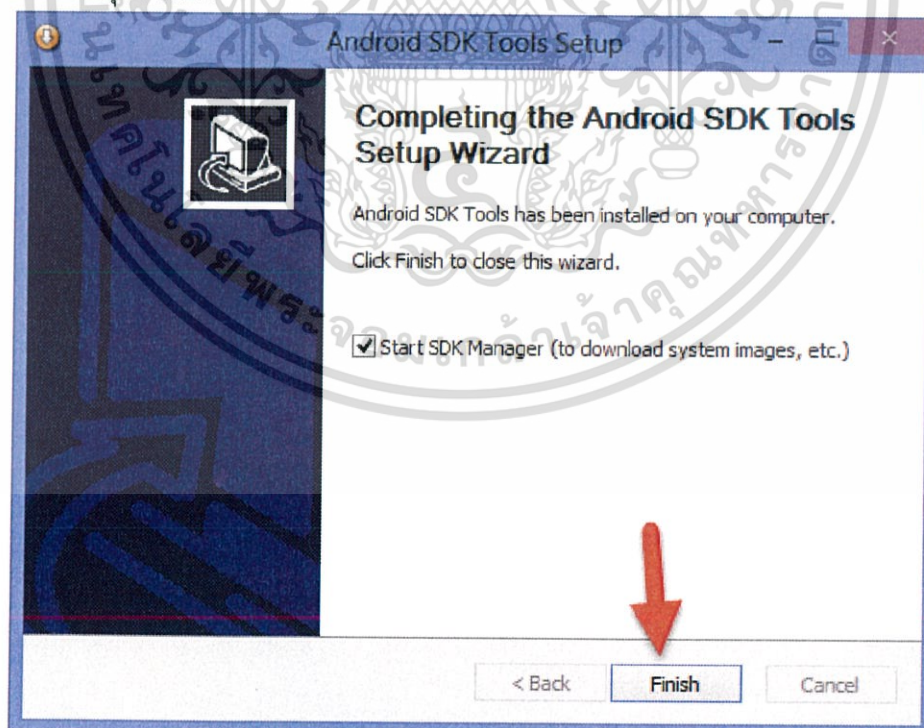 Android SDK Tools Setup
Completing the Android SDK Tools
Setup Wizard
Android SDK Tools has been installed on your computer.
Click Finish to close this wizard.
Start SDK Manager (to download system images, etc.)
< Back
Finish
Cancel